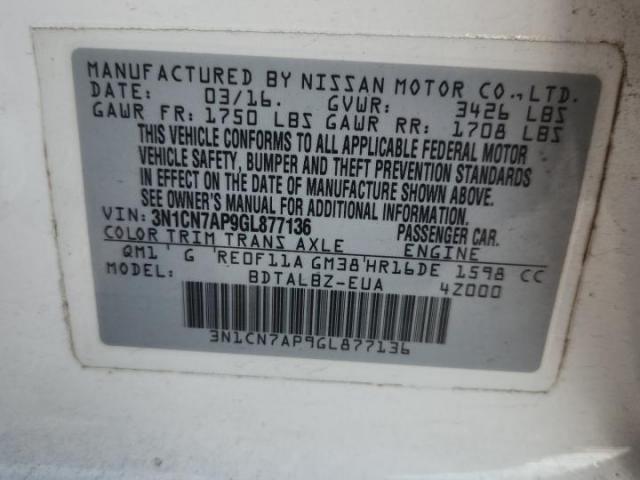 MANUFACTURED BY NISSAN MOTOR CO.,LTD.
DATE: 03/16. GVWR: 3426 LBS
GAWR FR: 1750 LBS GAWR RR: 1708 LBS
THIS VEHICLE CONFORMS TO ALL APPLICABLE FEDERAL MOTOR
VEHICLE SAFETY, BUMPER AND THEFT PREVENTION STANDARDS
IN EFFECT ON THE DATE OF MANUFACTURE SHOWN ABOVE.
SEE OWNER'S MANUAL FOR ADDITIONAL INFORMATION.
VIN: 3N1CN7AP9GL877136 PASSENGER CAR.
COLOR TRIM TRANS AXLE ENGINE
QM1 G RE0F11A GM38 HR16DE 1598 CC
BDTALBZ-EUA 4Z000
3N1CN7AP9GL877136